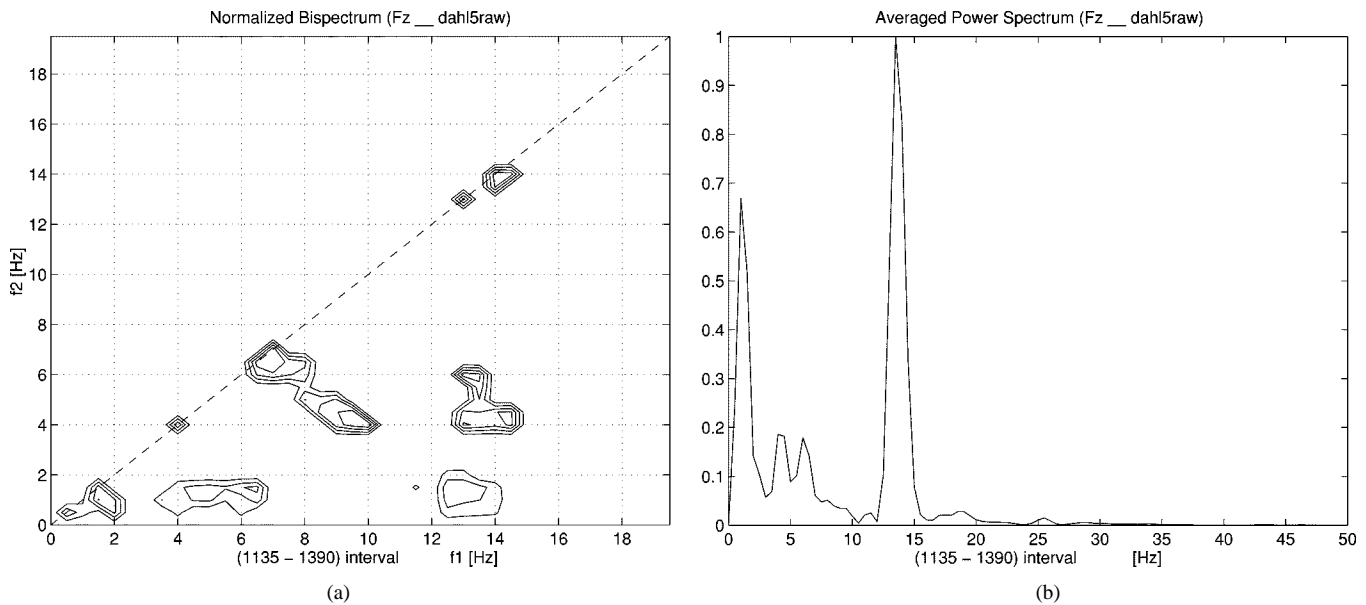 Normalized Bispectrum (Fz __ dahl5raw)
18
16
14
12
10
8
6
4
2
0
f2 [Hz]
0 2 4 6 8 10 12 14 16 18
(1135 − 1390) interval f1 [Hz]
(a)
Averaged Power Spectrum (Fz __ dahl5raw)
1
0.9
0.8
0.7
0.6
0.5
0.4
0.3
0.2
0.1
0
0 5 10 15 20 25 30 35 40 45 50
(1135 − 1390) interval [Hz]
(b)